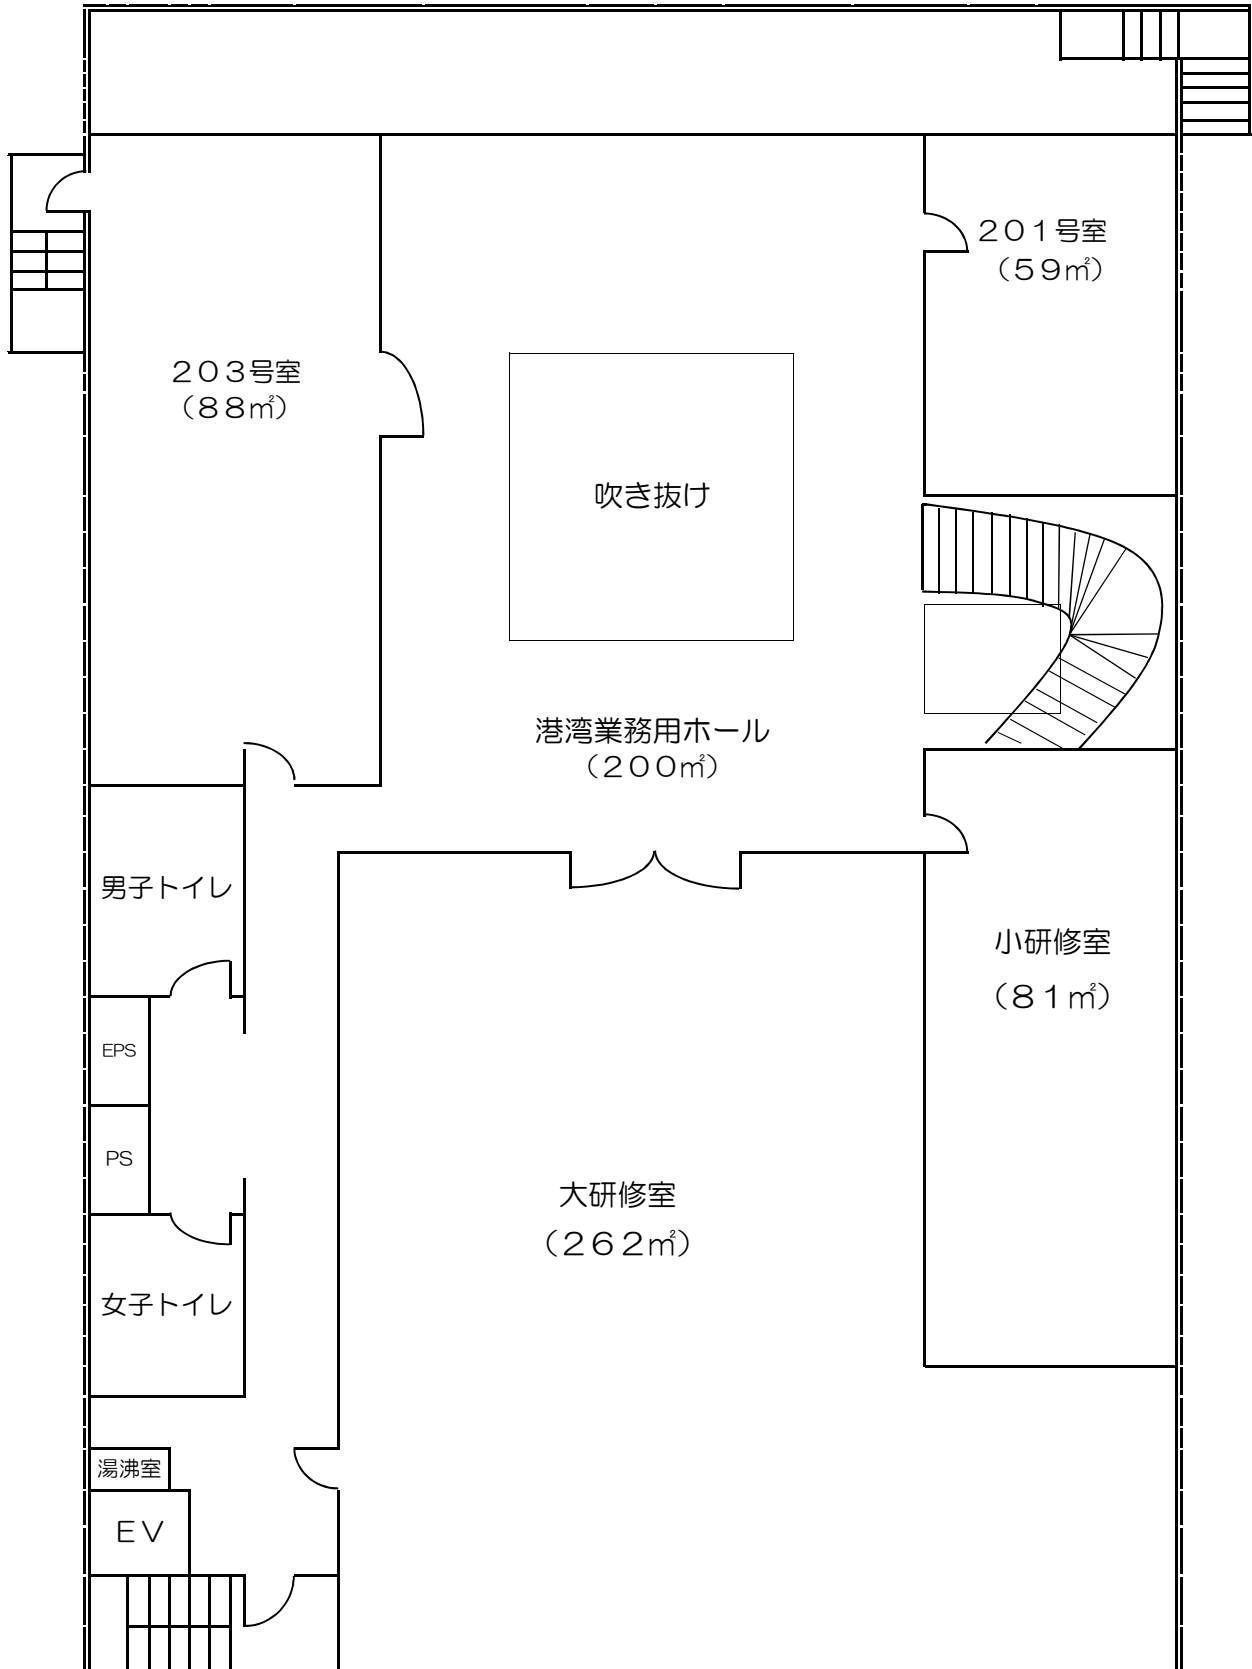 ２０１号室
（５９㎡）
２０３号室
（８８㎡）
吹き抜け
港湾業務用ホール
（２００㎡）
男子トイレ
小研修室
（８１㎡）
EPS
PS
大研修室
（２６２㎡）
女子トイレ
湯沸室
ＥＶ